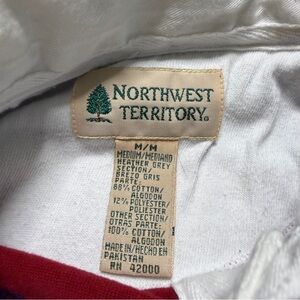 NORTHWEST
TERRITORY®
M/M
MEDIUM/MEDIANO
HEATHER GREY
SECTION/
BREZO GRIS
PARTE
88% COTTON/
ALGODON
12% POLYESTER/
POLIESTER
OTHER SECTION/
OTRAS PARTE:
100% COTTON/
ALGODON
MADE IN/HECHO EN
PAKISTAN
RN 42000